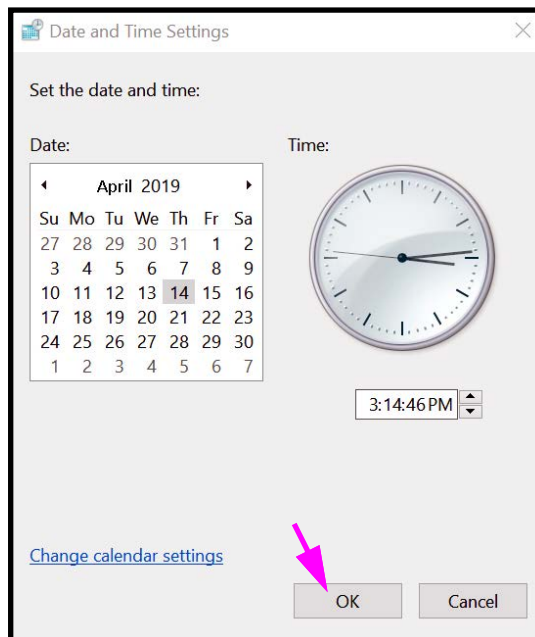 Date and Time Settings
Set the date and time:
Date:
Time:
April 2019
Su Mo Tu We Th Fr Sa
27 28 29 30 31 1 2
3 4 5 6 7 8 9
10 11 12 13 14 15 16
17 18 19 20 21 22 23
24 25 26 27 28 29 30
1 2 3 4 5 6 7
3:14:46 PM
Change calendar settings
OK Cancel